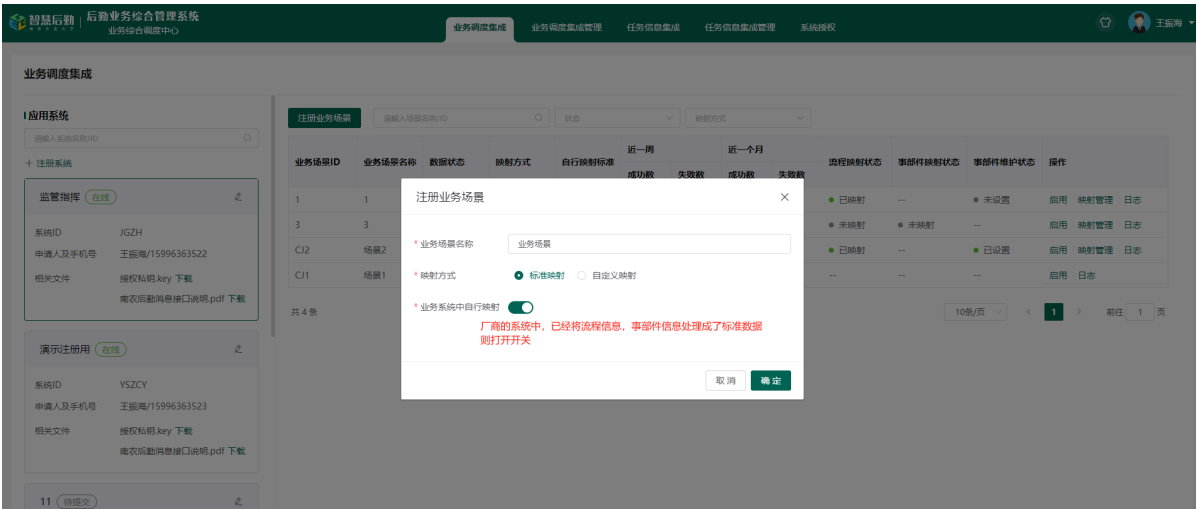 智慧后勤
后勤业务综合管理系统
业务综合调度中心
业务调度集成
业务调度集成管理
任务信息集成
任务信息集成管理
系统授权
王振海
业务调度集成
应用系统
请输入系统名称/ID
+ 注册系统
监管指挥 在线
系统ID JGZH
申请人及手机号 王振海/15996363522
相关文件 授权私钥.key 下载
南农后勤消息接口说明.pdf 下载
演示注册用 在线
系统ID YSZCY
申请人及手机号 王振海/15996363523
相关文件 授权私钥.key 下载
南农后勤消息接口说明.pdf 下载
11 待提交
注册业务场景 请输入场景名称/ID 状态 映射方式
业务场景ID 业务场景名称 数据状态 映射方式 自行映射标准 近一周 近一个月 流程映射状态 事部件映射状态 事部件维护状态 操作
成功数 失败数 成功数 失败数
1 1 已映射 -- 未设置 启用 映射管理 日志
3 3 未映射 未映射 -- 启用 映射管理 日志
CJ2 场景2 已映射 -- 已设置 启用 映射管理 日志
CJ1 场景1 -- -- -- 启用 日志
共 4 条 10条/页 < 1 > 前往 1 页
注册业务场景
* 业务场景名称 业务场景
* 映射方式 标准映射 自定义映射
* 业务系统中自行映射
厂商的系统中，已经将流程信息，事部件信息处理成了标准数据
则打开开关
取消 确定